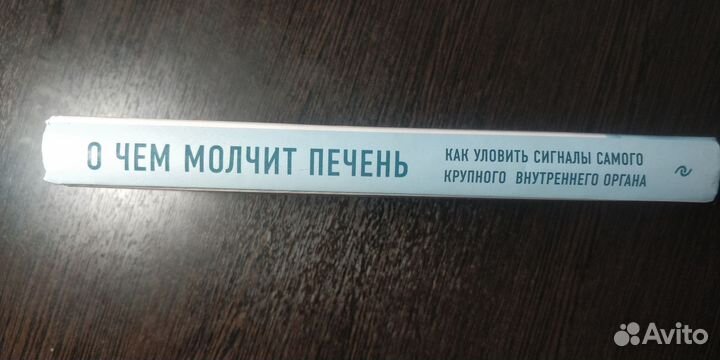 О ЧЕМ МОЛЧИТ ПЕЧЕНЬ
КАК УЛОВИТЬ СИГНАЛЫ САМОГО
КРУПНОГО ВНУТРЕННЕГО ОРГАНА
Avito